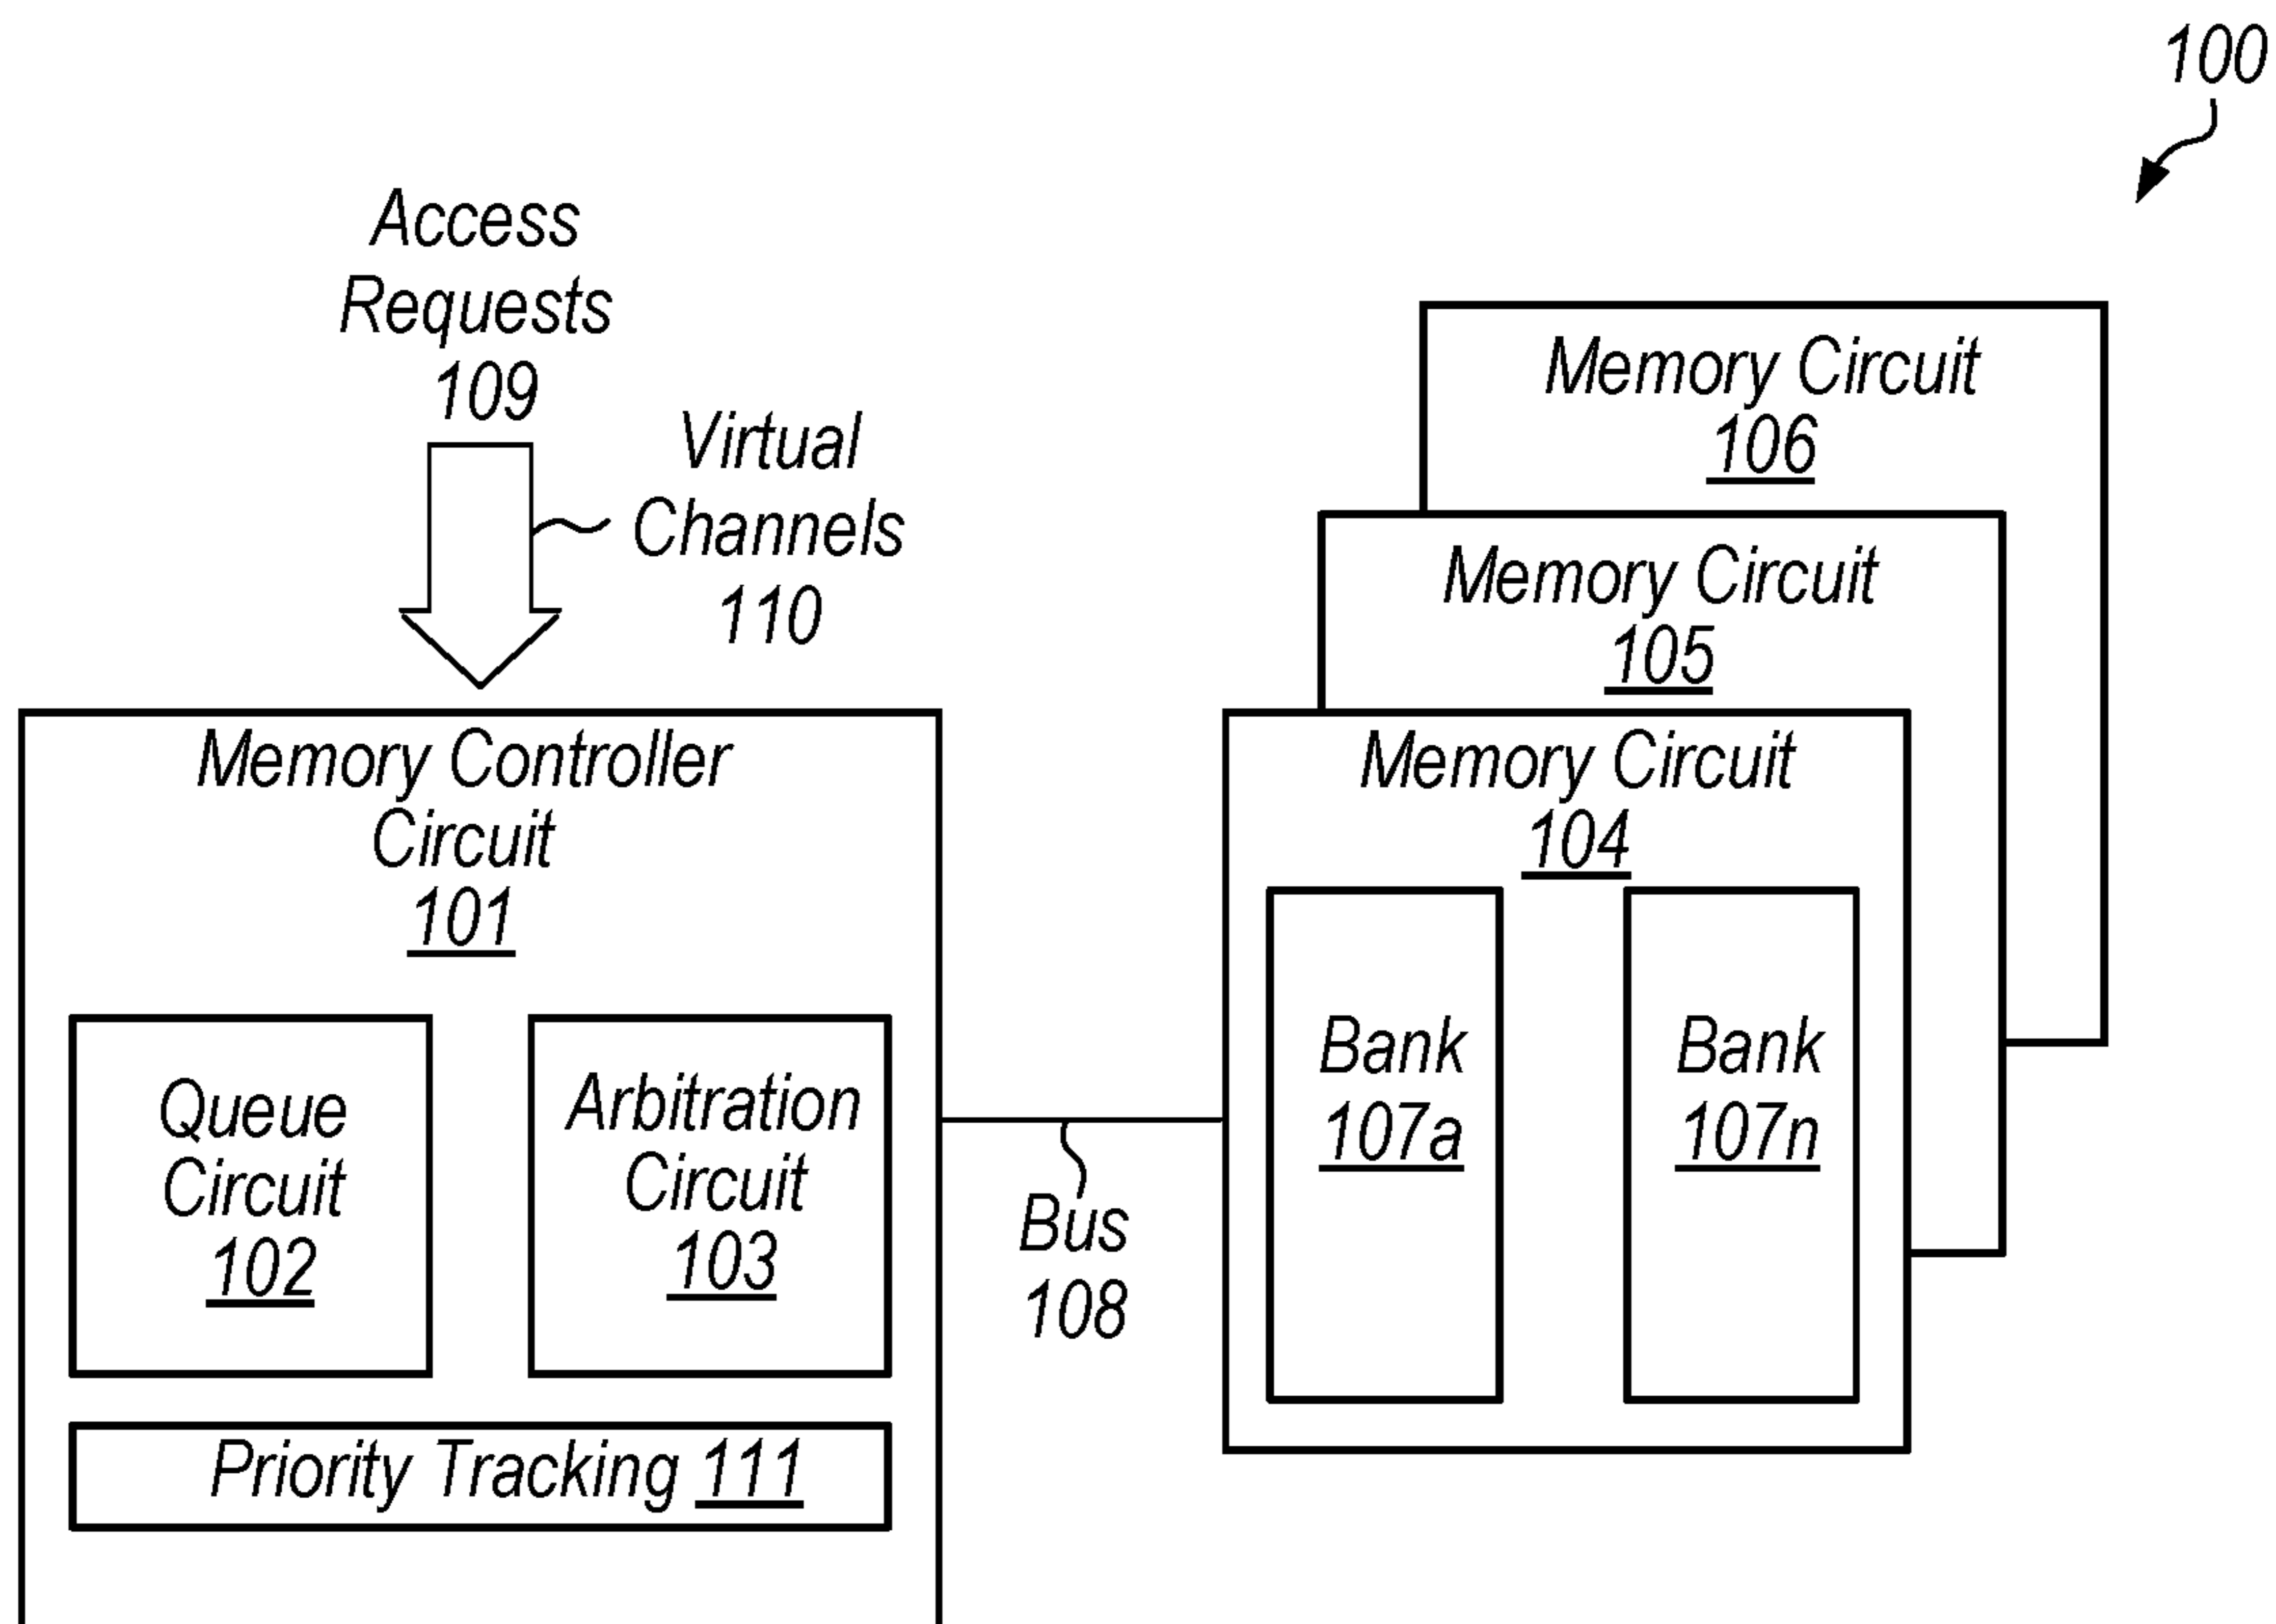 100
Access
Requests
109
Virtual
Channels
110
Memory Circuit
106
Memory Circuit
105
Memory Controller
Circuit
101
Memory Circuit
104
Queue
Circuit
102
Arbitration
Circuit
103
Priority Tracking 111
Bus
108
Bank
107a
Bank
107n